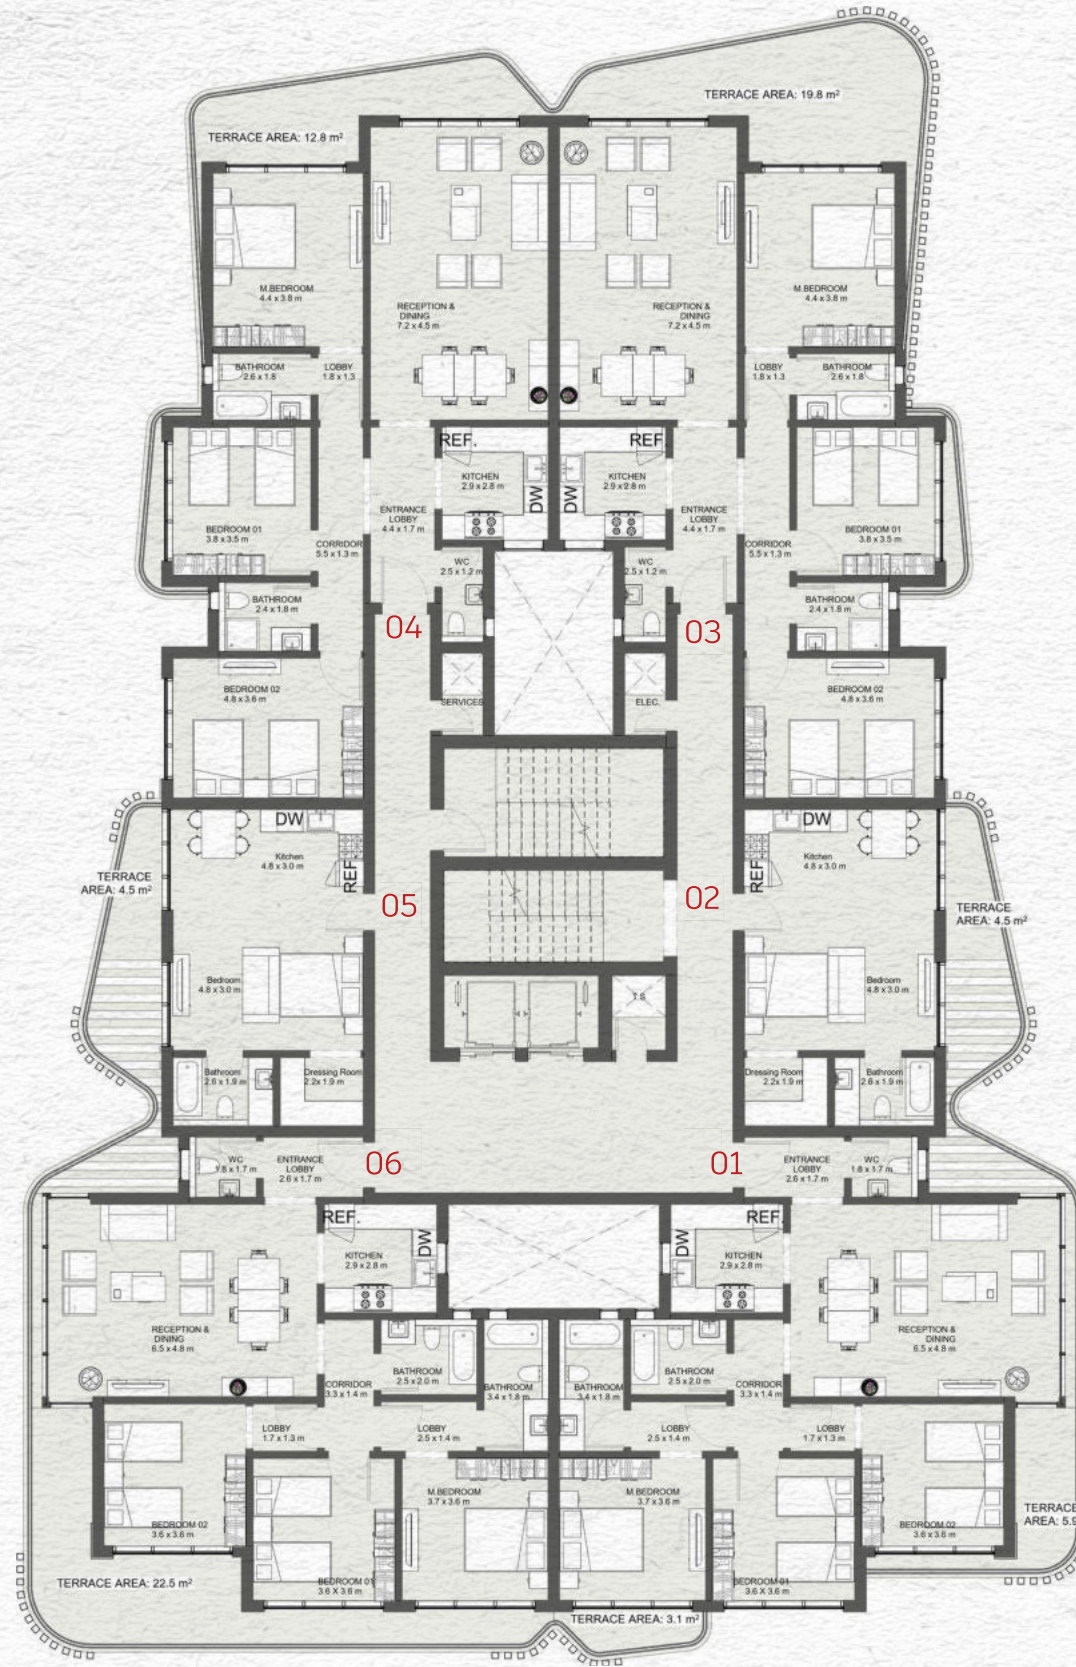 TERRACE AREA: 19.8 m²
TERRACE AREA: 12.8 m²
M.BEDROOM
4.4 x 3.8 m
RECEPTION &
DINING
7.2 x 4.5 m
RECEPTION &
DINING
7.2 x 4.5 m
M.BEDROOM
4.4 x 3.8 m
BATHROOM
2.6 x 1.8
LOBBY
1.8 x 1.3
LOBBY
1.8 x 1.3
BATHROOM
2.6 x 1.8
REF.
KITCHEN
2.9 x 2.8 m
DW
REF.
KITCHEN
2.9 x 2.8 m
DW
BEDROOM 01
3.8 x 3.5 m
CORRIDOR
5.5 x 1.3 m
ENTRANCE
LOBBY
4.4 x 1.7 m
ENTRANCE
LOBBY
4.4 x 1.7 m
CORRIDOR
5.5 x 1.3 m
BEDROOM 01
3.8 x 3.5 m
WC
2.5 x 1.2 m
WC
2.5 x 1.2 m
BATHROOM
2.4 x 1.8 m
BATHROOM
2.4 x 1.8 m
04
03
BEDROOM 02
4.8 x 3.6 m
SERVICES
ELEC.
BEDROOM 02
4.8 x 3.6 m
DW
Kitchen
4.8 x 3.0 m
REF.
DW
Kitchen
4.8 x 3.0 m
REF.
TERRACE
AREA: 4.5 m²
05
02
TERRACE
AREA: 4.5 m²
Bedroom
4.8 x 3.0 m
T.S
Bedroom
4.8 x 3.0 m
Bathroom
2.6 x 1.9 m
Dressing Room
2.2x 1.9 m
Dressing Room
2.2x 1.9 m
Bathroom
2.6 x 1.9 m
WC
1.8 x 1.7 m
ENTRANCE
LOBBY
2.6 x 1.7 m
06
01
ENTRANCE
LOBBY
2.6 x 1.7 m
WC
1.8 x 1.7 m
REF.
KITCHEN
2.9 x 2.8 m
DW
DW
REF.
KITCHEN
2.9 x 2.8 m
RECEPTION &
DINING
6.5 x 4.8 m
RECEPTION &
DINING
6.5 x 4.8 m
CORRIDOR
3.3 x 1.4 m
BATHROOM
2.5 x 2.0 m
BATHROOM
3.4 x 1.8 m
BATHROOM
3.4 x 1.8 m
BATHROOM
2.5 x 2.0 m
CORRIDOR
3.3 x 1.4 m
LOBBY
1.7 x 1.3 m
LOBBY
2.5 x 1.4 m
LOBBY
2.5 x 1.4 m
LOBBY
1.7 x 1.3 m
M.BEDROOM
3.7 x 3.6 m
M.BEDROOM
3.7 x 3.6 m
BEDROOM 02
3.6 x 3.6 m
BEDROOM 02
3.6 x 3.6 m
TERRACE
AREA: 5.9
BEDROOM 01
3.6 X 3.6 m
BEDROOM 01
3.6 X 3.6 m
TERRACE AREA: 22.5 m²
TERRACE AREA: 3.1 m²